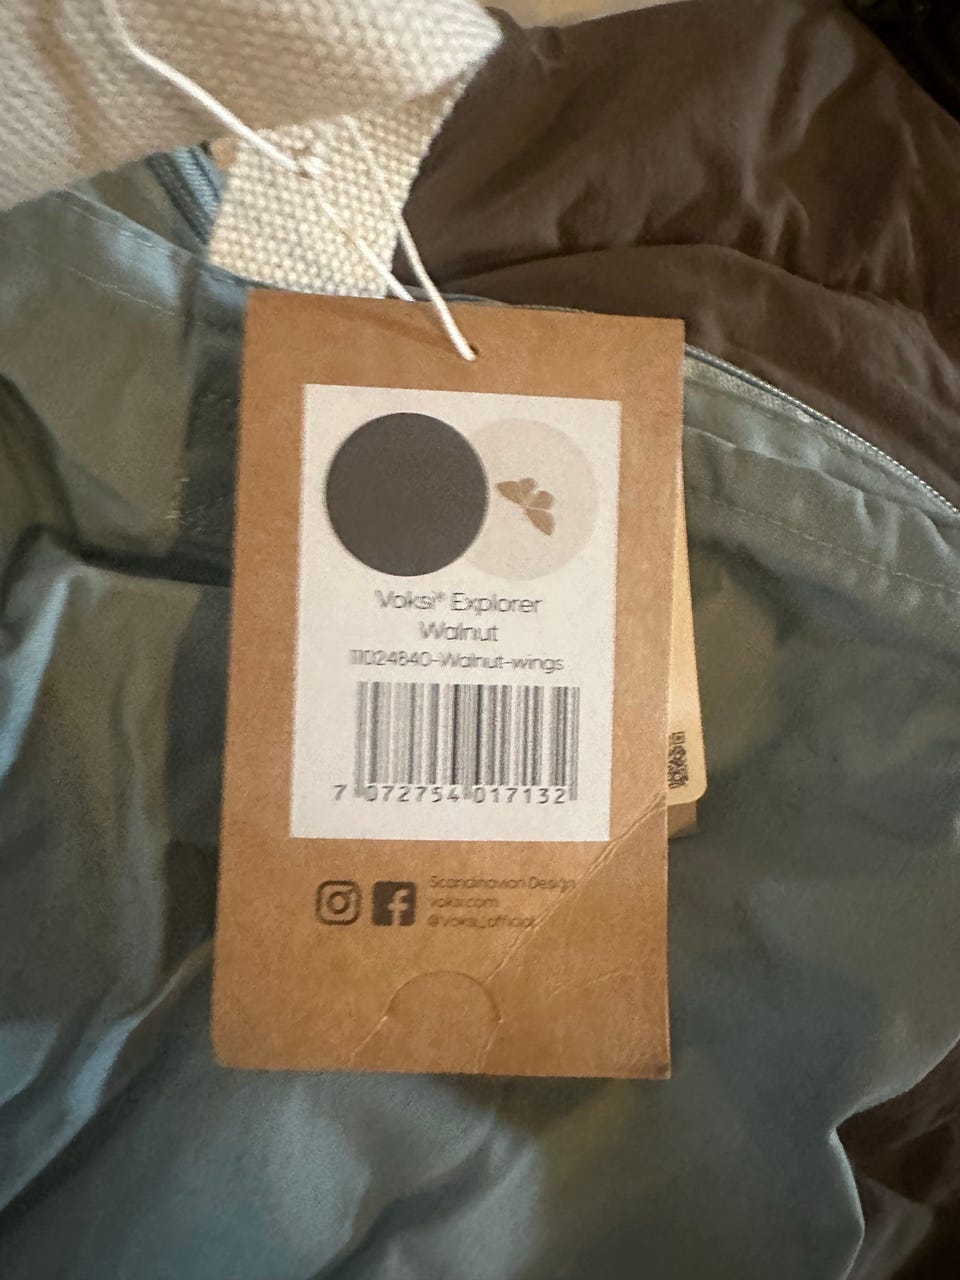 Voksi® Explorer
Walnut
11024840-Walnut-wings
7 072754 017132
Scandinavian Design
voksi.com
@voksi_official